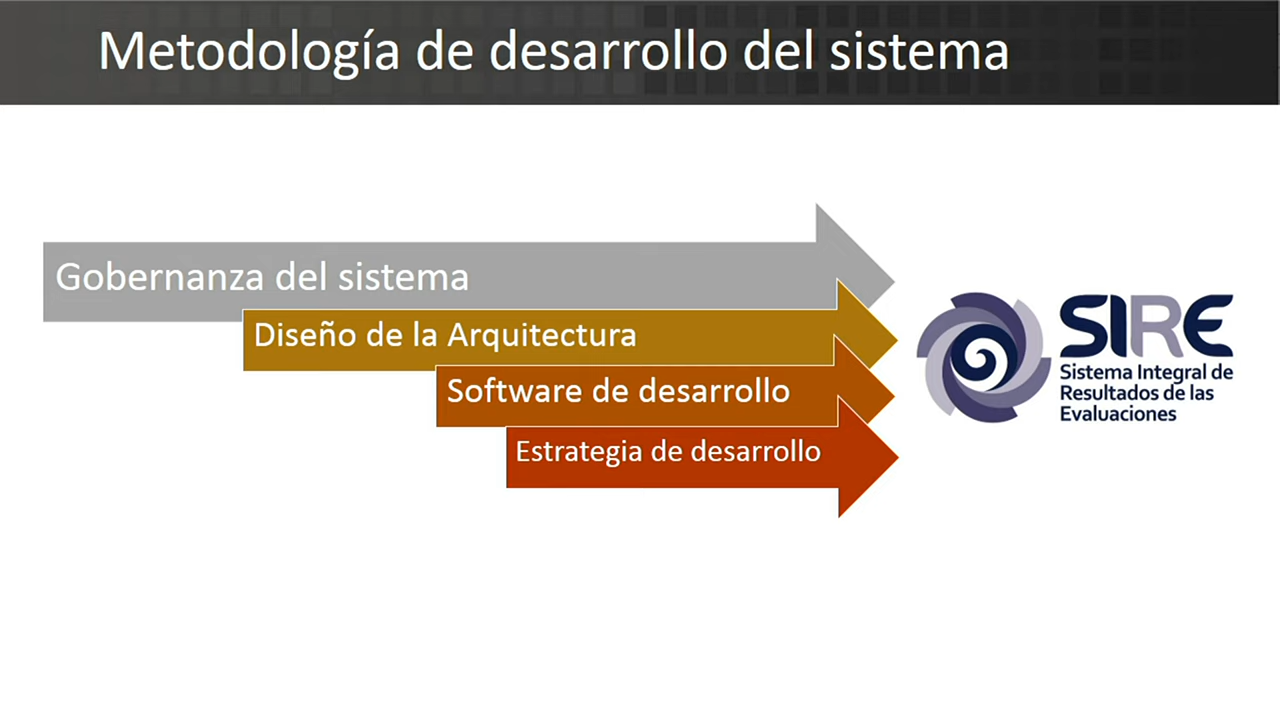 Metodología de desarrollo del sistema
Gobernanza del sistema
Diseño de la Arquitectura
Software de desarrollo
Estrategia de desarrollo
SIRE
Sistema Integral de
Resultados de las
Evaluaciones